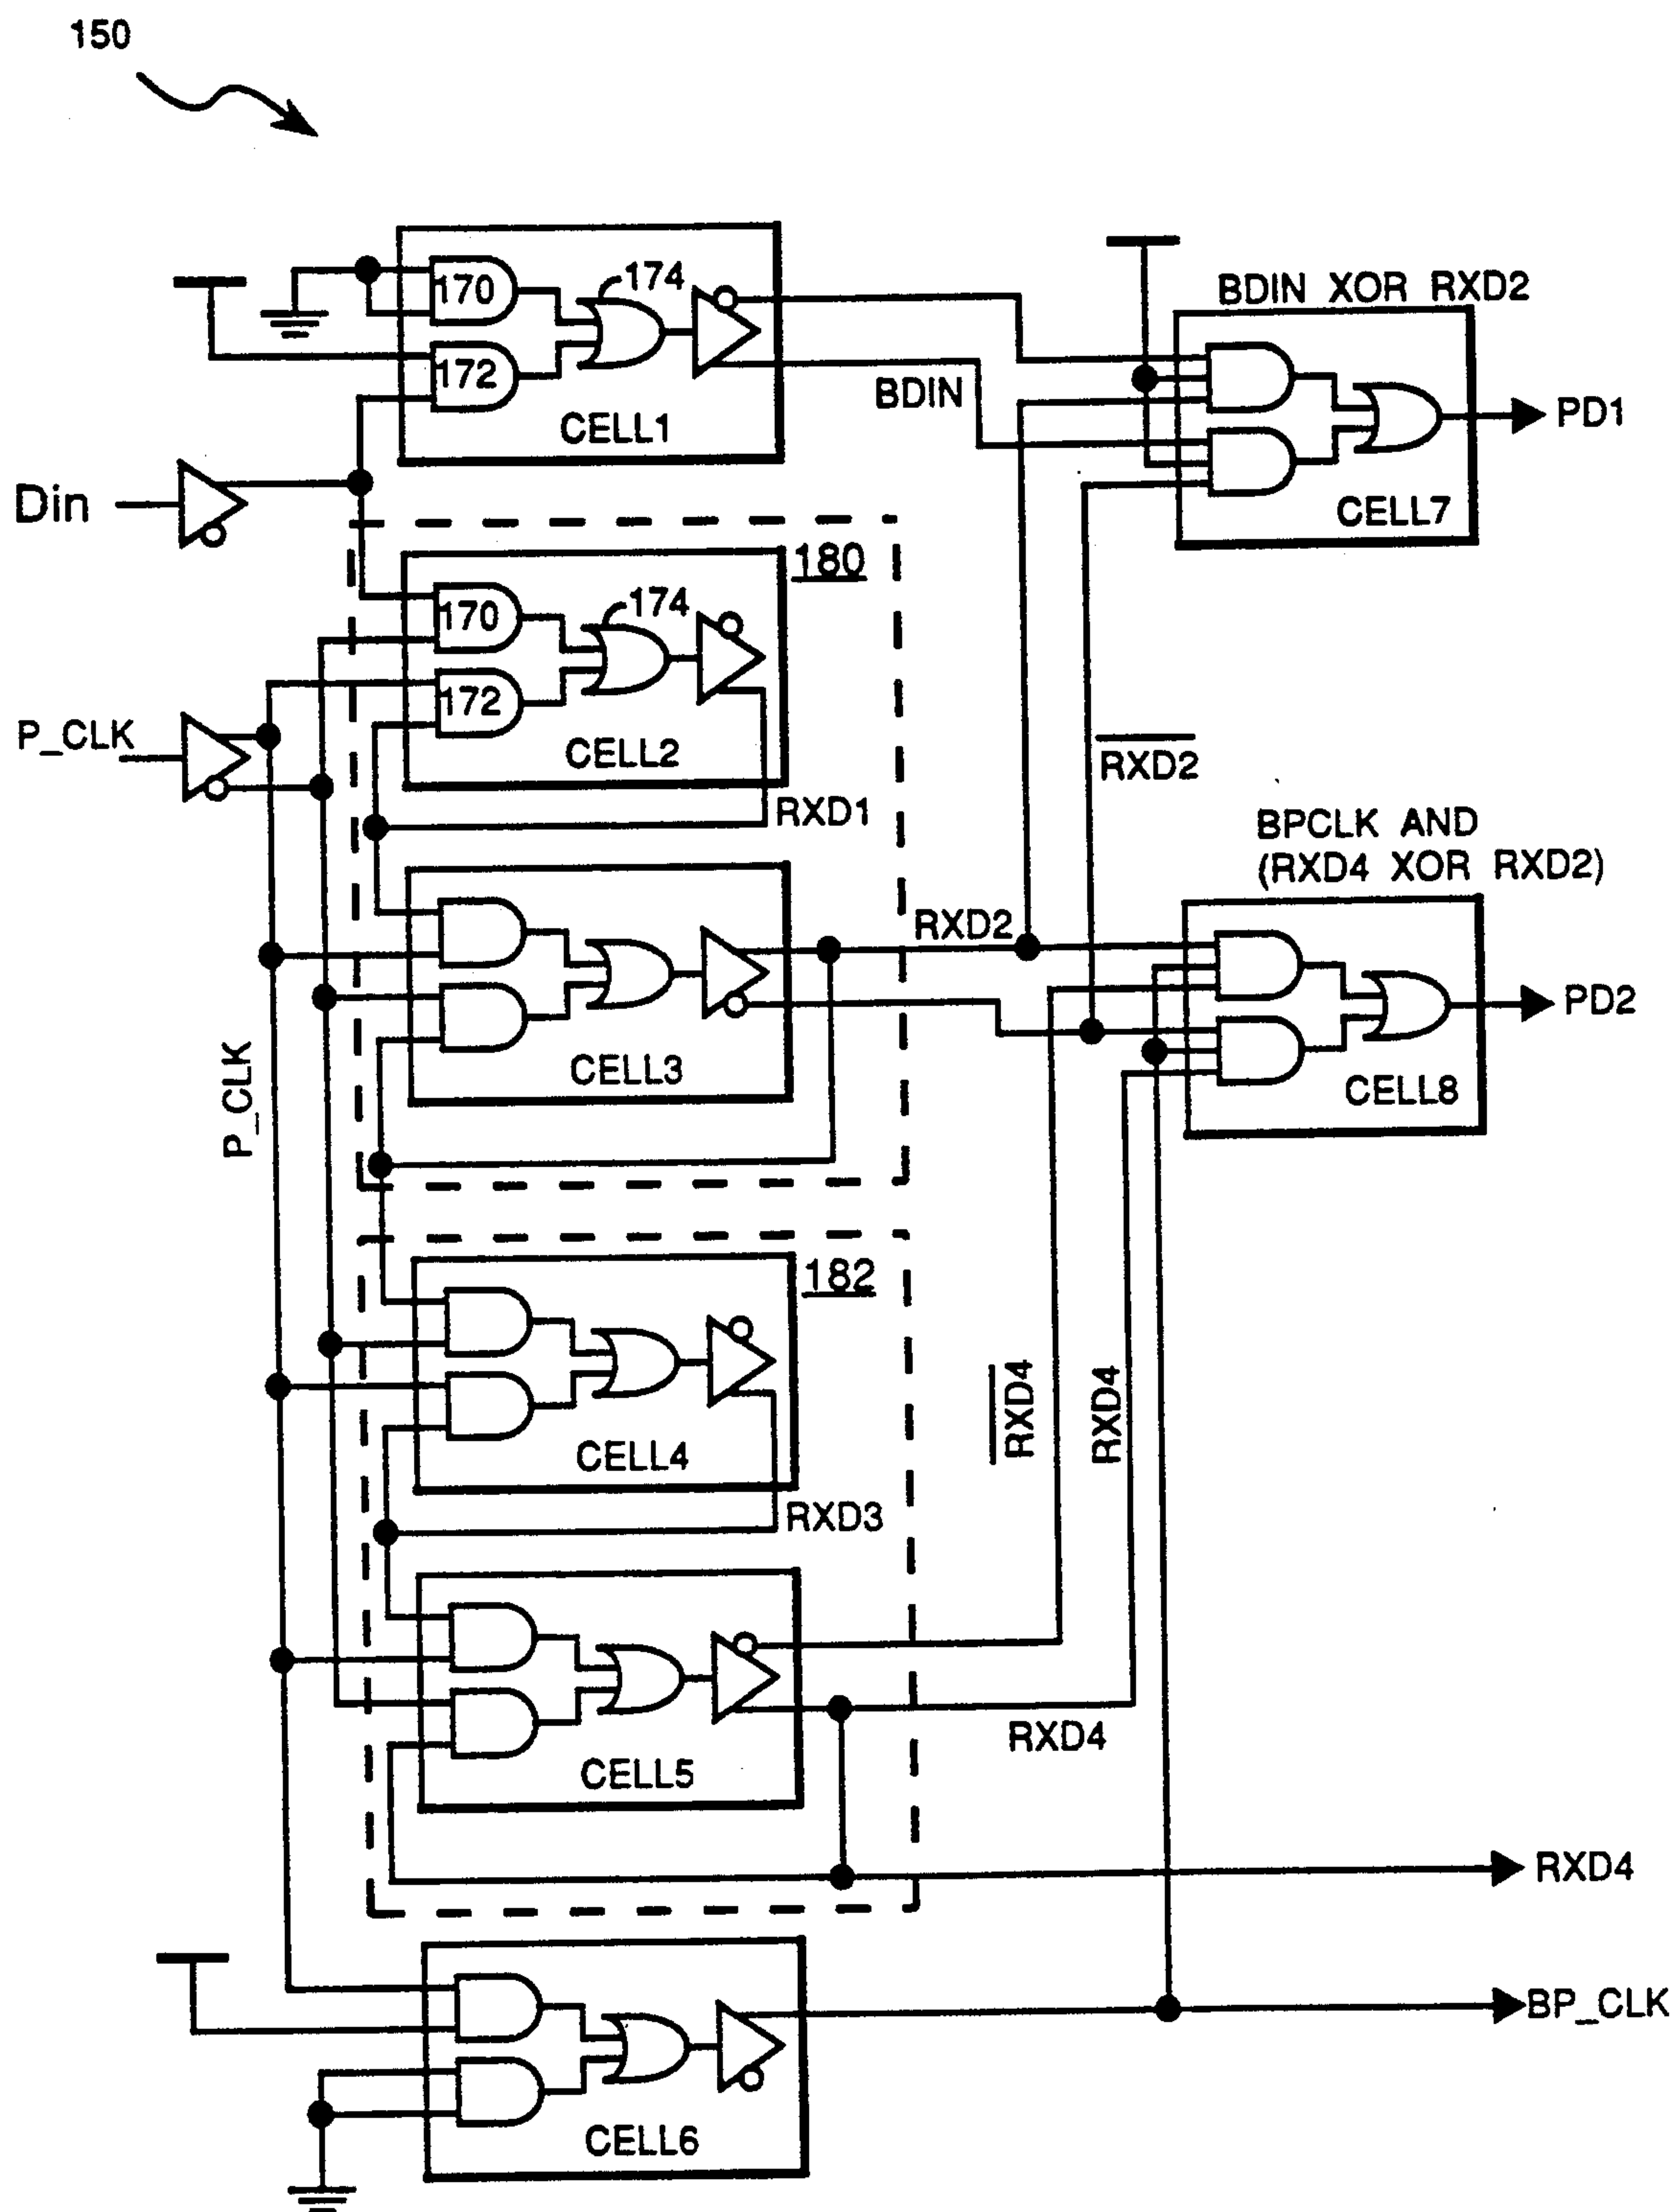 150
170
174
172
CELL1
BDIN
BDIN XOR RXD2
CELL7
PD1
Din
180
170
174
172
CELL2
RXD1
P_CLK
RXD2
BPCLK AND
(RXD4 XOR RXD2)
RXD2
CELL3
CELL8
PD2
P_CLK
182
CELL4
RXD3
RXD4
RXD4
CELL5
RXD4
RXD4
BP_CLK
CELL6